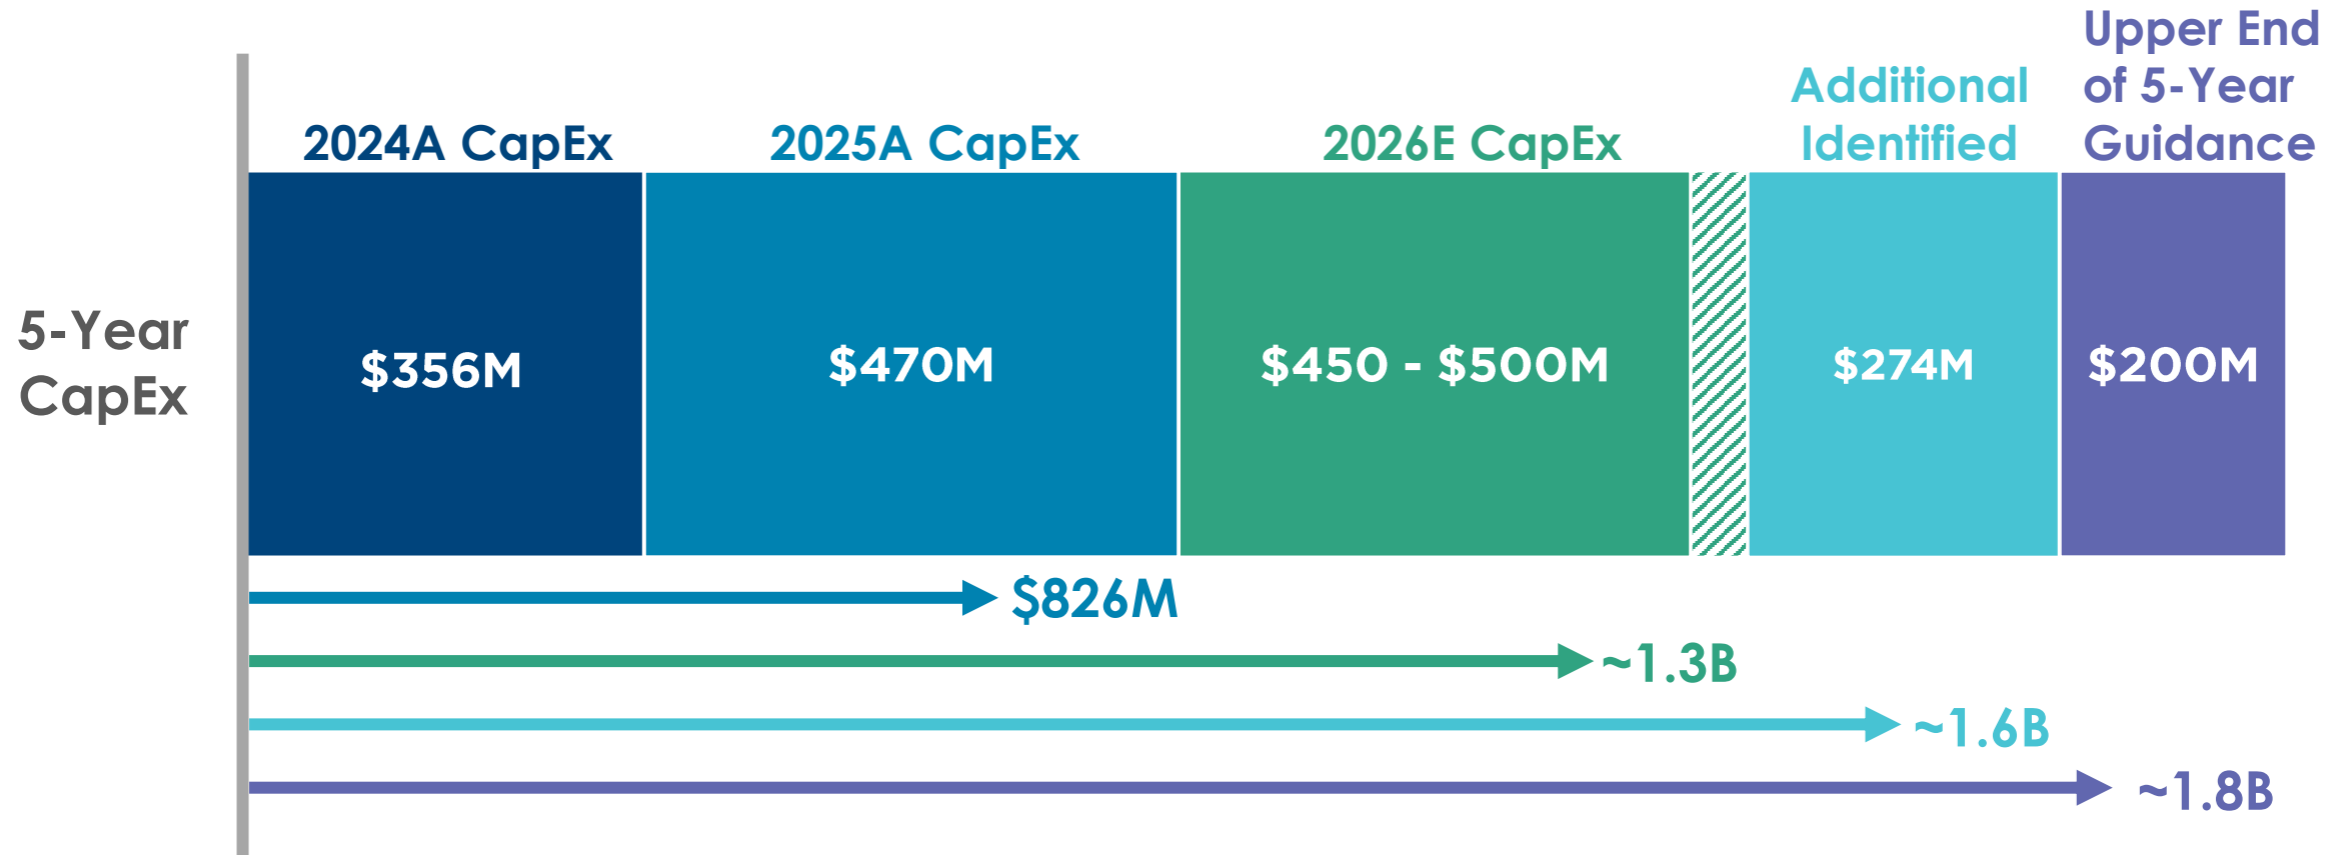 Upper End
of 5-Year
Guidance
Additional
Identified
2024A CapEx
2025A CapEx
2026E CapEx
5-Year
CapEx
$356M
$470M
$450 - $500M
$274M
$200M
$826M
~1.3B
~1.6B
~1.8B